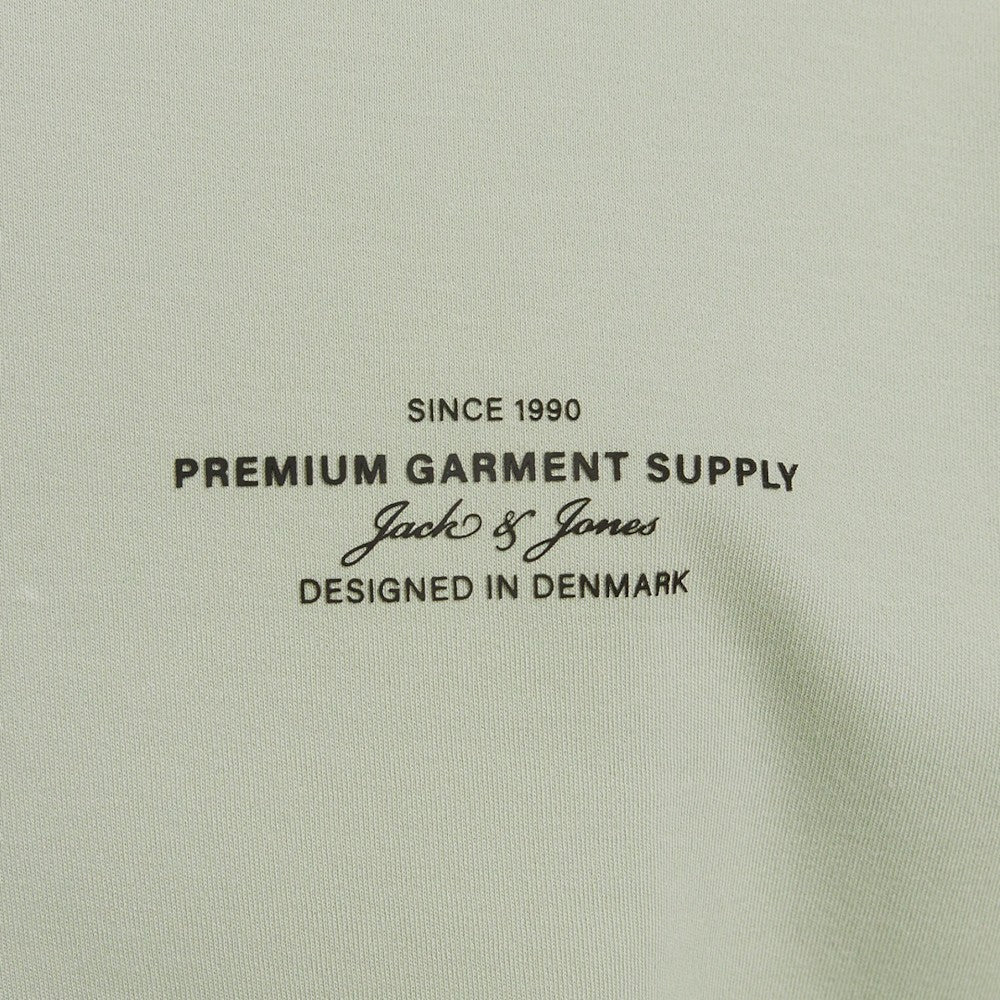 SINCE 1990
PREMIUM GARMENT SUPPLY
Jack & Jones
DESIGNED IN DENMARK